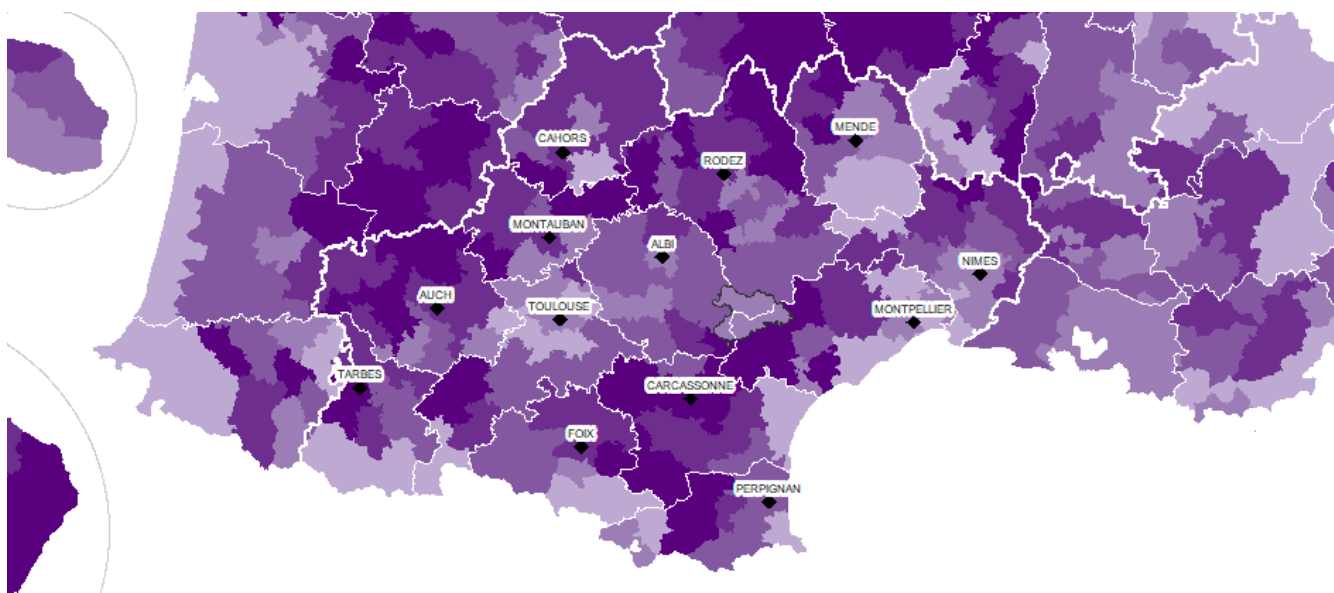 MENDE
CAHORS
RODEZ
MONTAUBAN
ALBI
NIMES
AUCH
TOULOUSE
MONTPELLIER
TARBES
CARCASSONNE
FOIX
PERPIGNAN